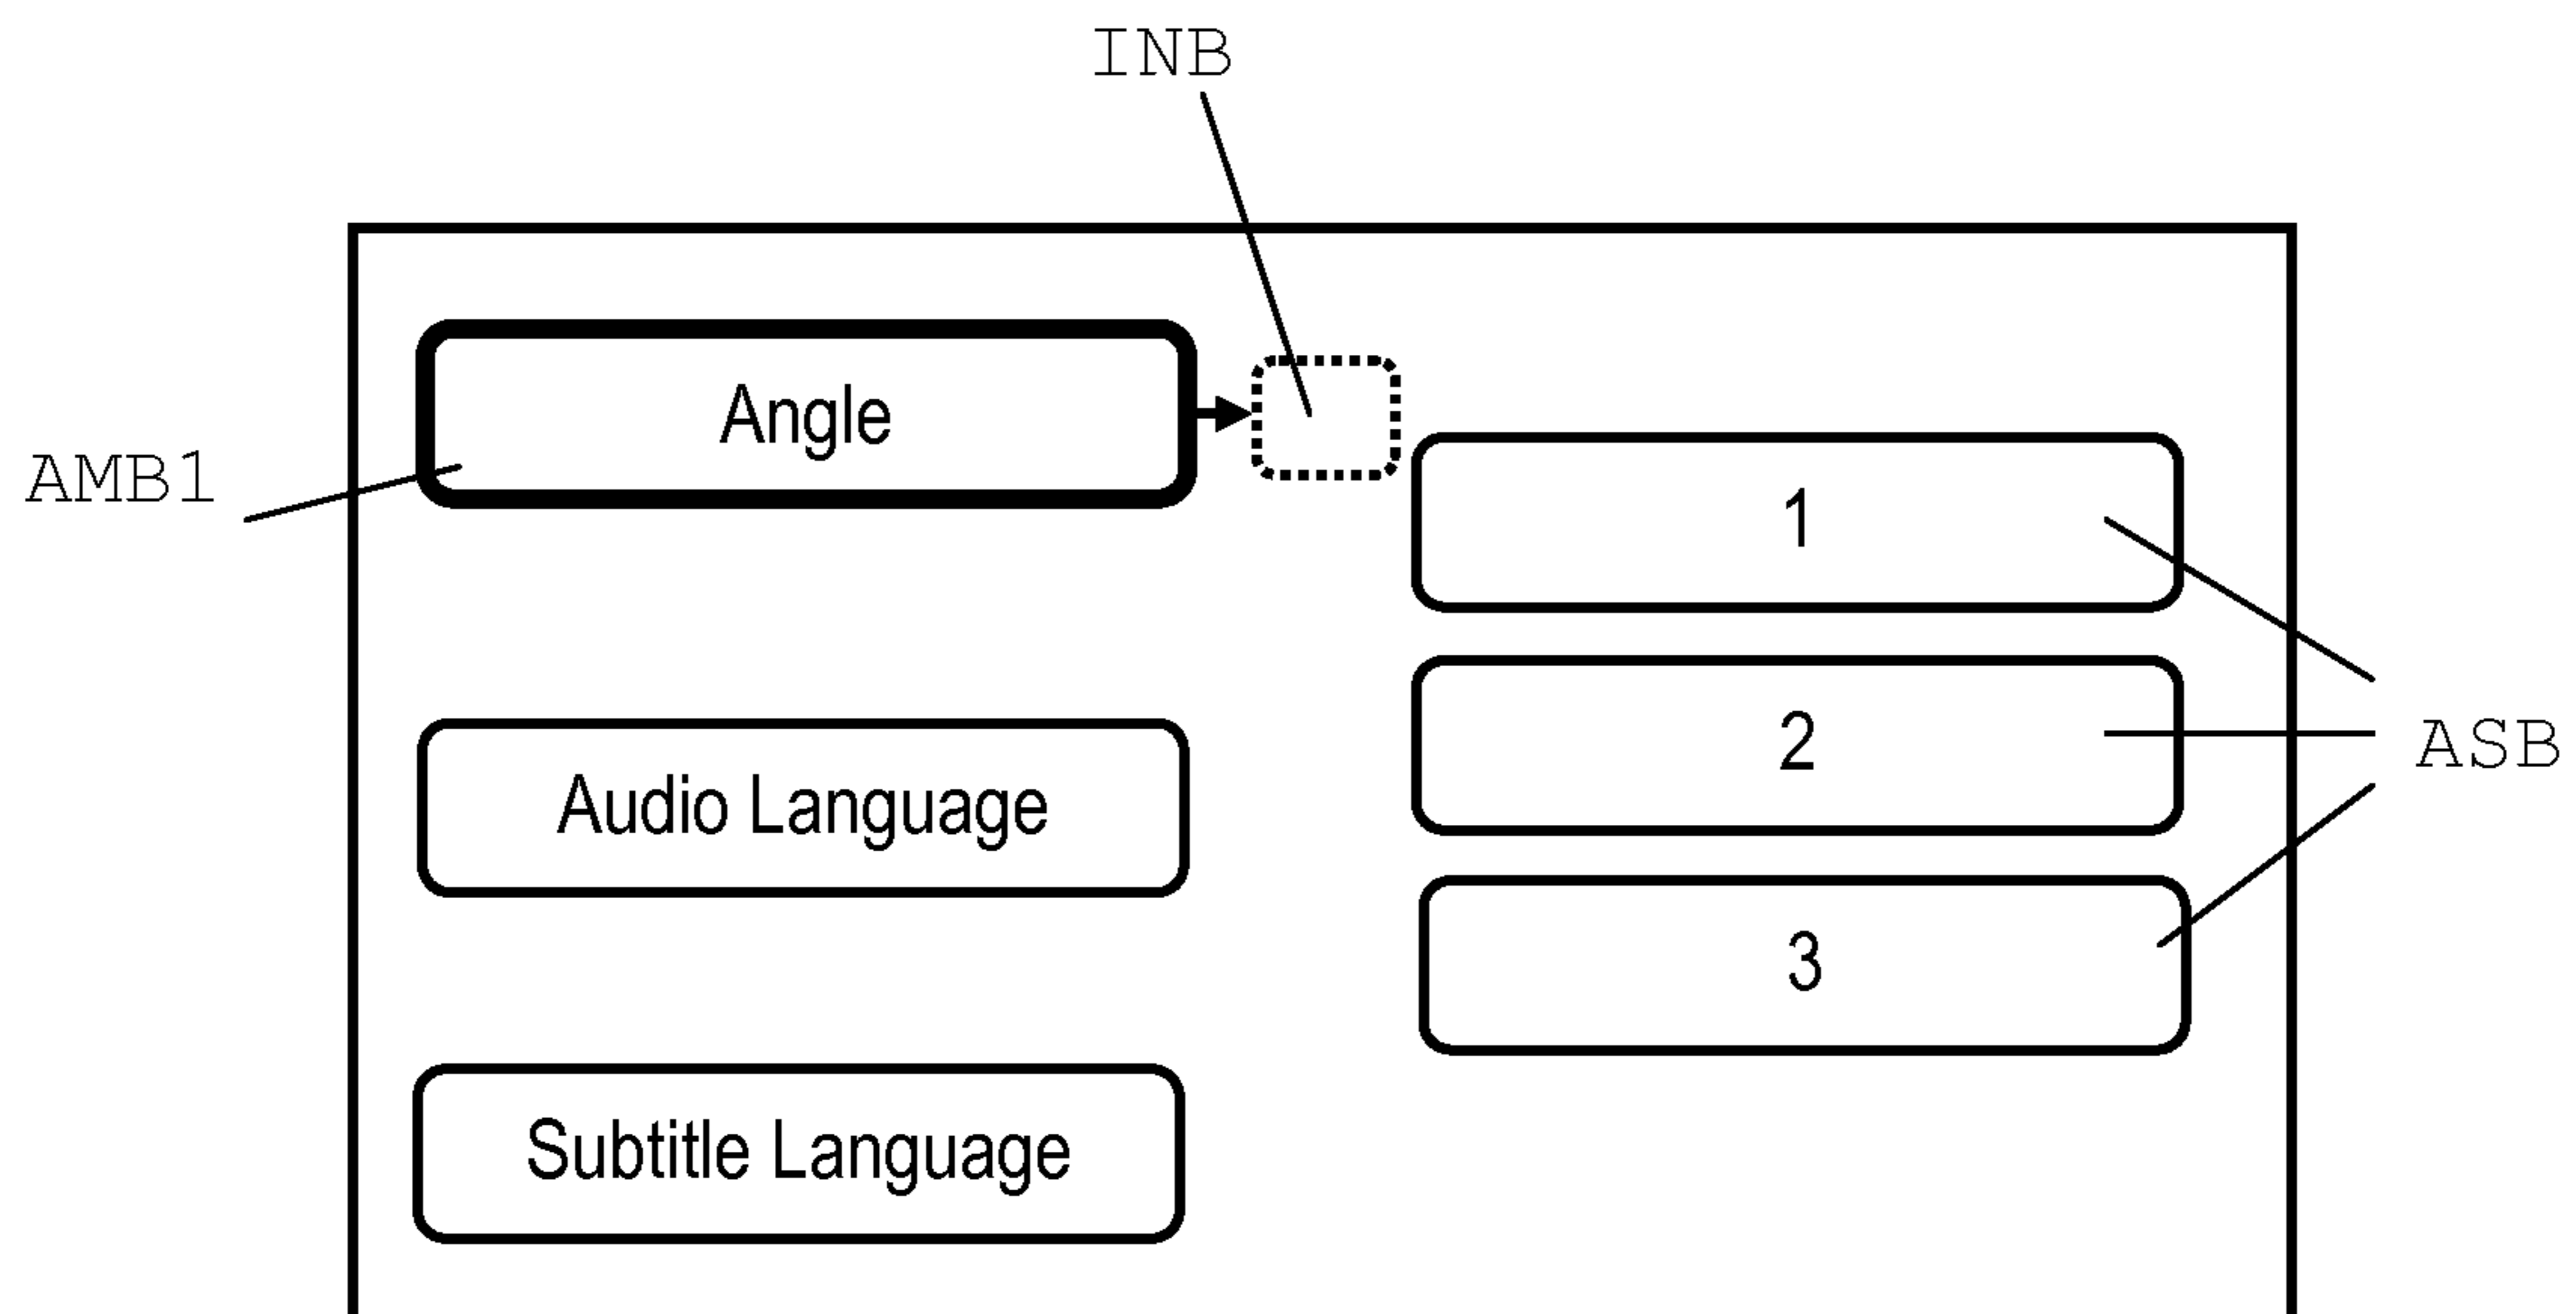 INB
Angle
AMB1
1
2
ASB
Audio Language
3
Subtitle Language